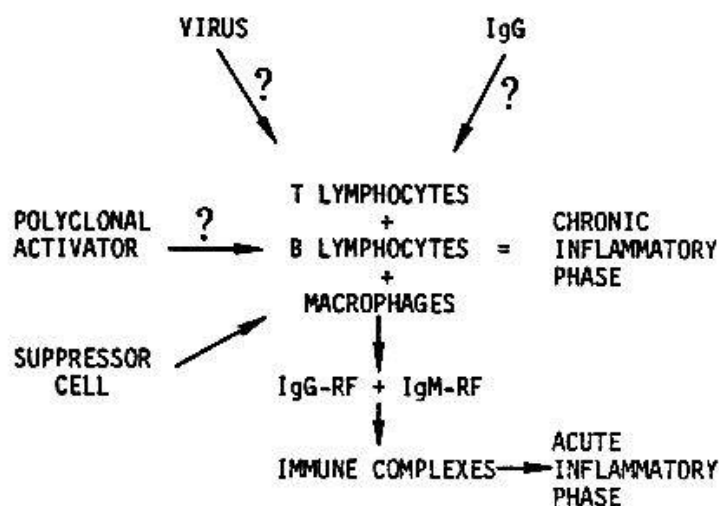 VIRUS
IgG
?
?
T LYMPHOCYTES
+
POLYCLONAL
ACTIVATOR
?
B LYMPHOCYTES = CHRONIC
INFLAMMATORY
PHASE
+
MACROPHAGES
SUPPRESSOR
CELL
IgG-RF + IgM-RF
IMMUNE COMPLEXES
ACUTE
INFLAMMATORY
PHASE